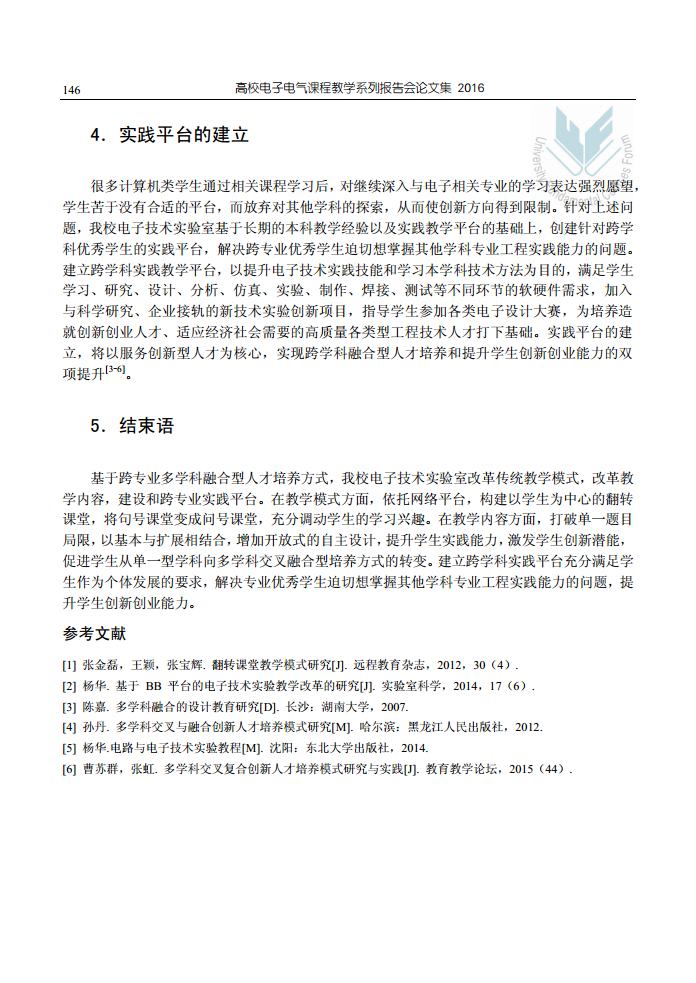 146
高校电子电气课程教学系列报告会论文集 2016
4．实践平台的建立
很多计算机类学生通过相关课程学习后，对继续深入与电子相关专业的学习表达强烈愿望，
学生苦于没有合适的平台，而放弃对其他学科的探索，从而使创新方向得到限制。针对上述问
题，我校电子技术实验室基于长期的本科教学经验以及实践教学平台的基础上，创建针对跨学
科优秀学生的实践平台，解决跨专业优秀学生迫切想掌握其他学科专业工程实践能力的问题。
建立跨学科实践教学平台，以提升电子技术实践技能和学习本学科技术方法为目的，满足学生
学习、研究、设计、分析、仿真、实验、制作、焊接、测试等不同环节的软硬件需求，加入
与科学研究、企业接轨的新技术实验创新项目，指导学生参加各类电子设计大赛，为培养造
就创新创业人才、适应经济社会需要的高质量各类型工程技术人才打下基础。实践平台的建
立，将以服务创新型人才为核心，实现跨学科融合型人才培养和提升学生创新创业能力的双
项提升[3-6]。
5．结束语
基于跨专业多学科融合型人才培养方式，我校电子技术实验室改革传统教学模式，改革教
学内容，建设和跨专业实践平台。在教学模式方面，依托网络平台，构建以学生为中心的翻转
课堂，将句号课堂变成问号课堂，充分调动学生的学习兴趣。在教学内容方面，打破单一题目
局限，以基本与扩展相结合，增加开放式的自主设计，提升学生实践能力，激发学生创新潜能，
促进学生从单一型学科向多学科交叉融合型培养方式的转变。建立跨学科实践平台充分满足学
生作为个体发展的要求，解决专业优秀学生迫切想掌握其他学科专业工程实践能力的问题，提
升学生创新创业能力。
参考文献
[1] 张金磊，王颖，张宝辉. 翻转课堂教学模式研究[J]. 远程教育杂志，2012，30（4）.
[2] 杨华. 基于 BB 平台的电子技术实验教学改革的研究[J]. 实验室科学，2014，17（6）.
[3] 陈嘉. 多学科融合的设计教育研究[D]. 长沙：湖南大学，2007.
[4] 孙丹. 多学科交叉与融合创新人才培养模式研究[M]. 哈尔滨：黑龙江人民出版社，2012.
[5] 杨华.电路与电子技术实验教程[M]. 沈阳：东北大学出版社，2014.
[6] 曹苏群，张虹. 多学科交叉复合创新人才培养模式研究与实践[J]. 教育教学论坛，2015（44）.